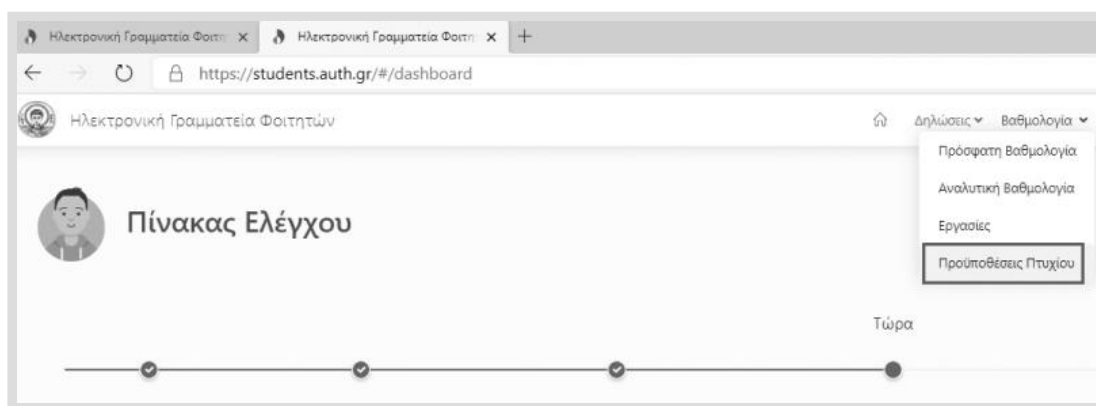 Ηλεκτρονική Γραμματεία Φοιτη Ηλεκτρονική Γραμματεία Φοιτη
https://students.auth.gr/#/dashboard
Ηλεκτρονική Γραμματεία Φοιτητών Δηλώσεις Βαθμολογία
Πρόσφατη Βαθμολογία
Αναλυτική Βαθμολογία
Πίνακας Ελέγχου
Εργασίες
Προϋποθέσεις Πτυχίου
Τώρα